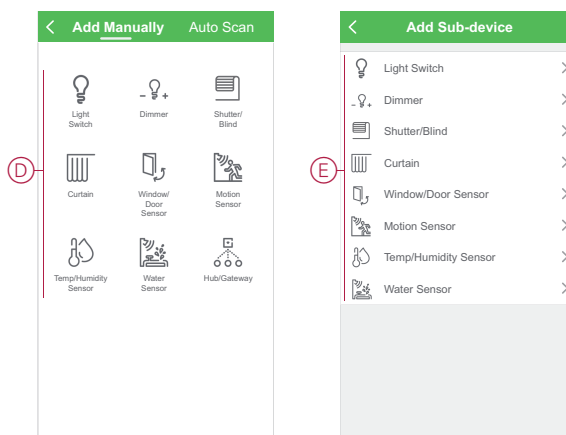 Add Manually Auto Scan
Light
Switch
Dimmer
Shutter/
Blind
Curtain
Window/
Door
Sensor
Motion
Sensor
Temp/Humidity
Sensor
Water
Sensor
Hub/Gateway
D
Add Sub-device
Light Switch
Dimmer
Shutter/Blind
Curtain
Window/Door Sensor
Motion Sensor
Temp/Humidity Sensor
Water Sensor
E